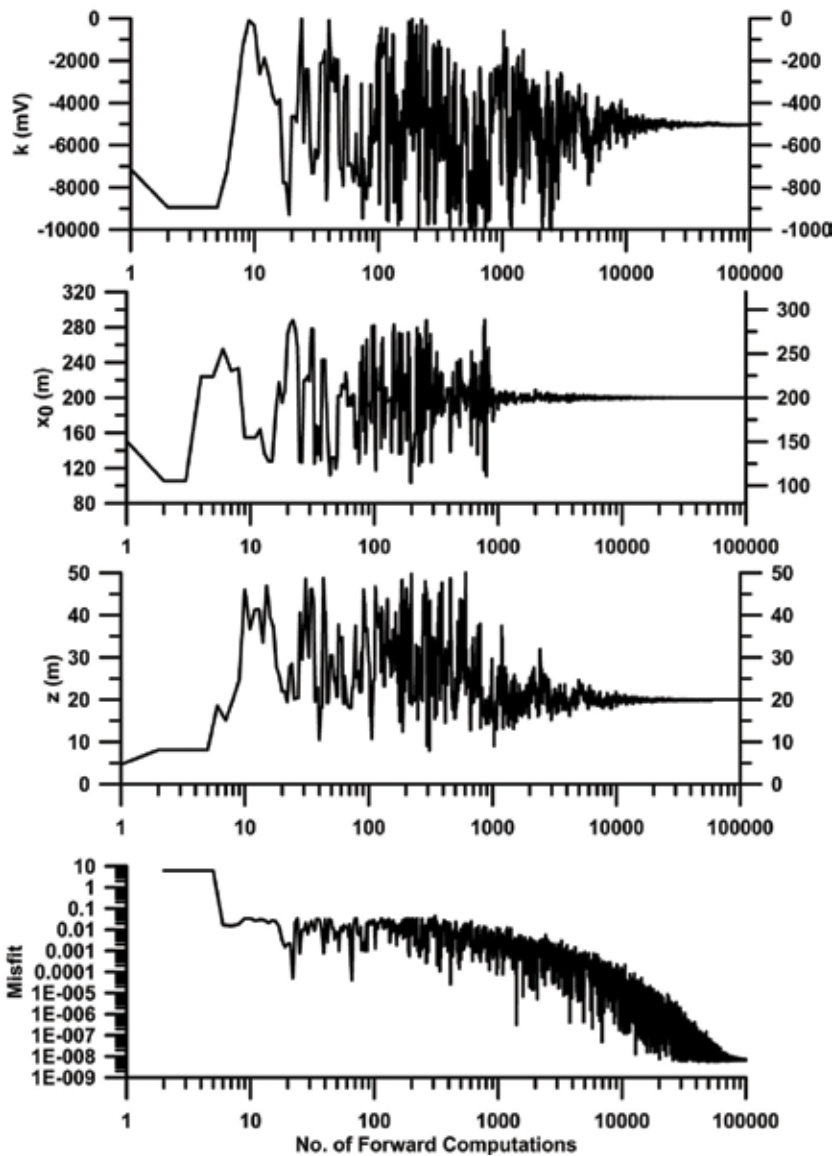 0 0
-2000 -200
-4000 -400
k (mV)
-6000 -600
-8000 -800
-10000 -1000
1 10 100 1000 10000 100000
320
300
280
240 250
x0 (m)
200 200
160 150
120
100
80
1 10 100 1000 10000 100000
50 50
40 40
30 30
z (m)
20 20
10 10
0 0
1 10 100 1000 10000 100000
10
1
0.1
0.01
0.001
Misfit
0.0001
1E-005
1E-006
1E-007
1E-008
1E-009
1 10 100 1000 10000 100000
No. of Forward Computations